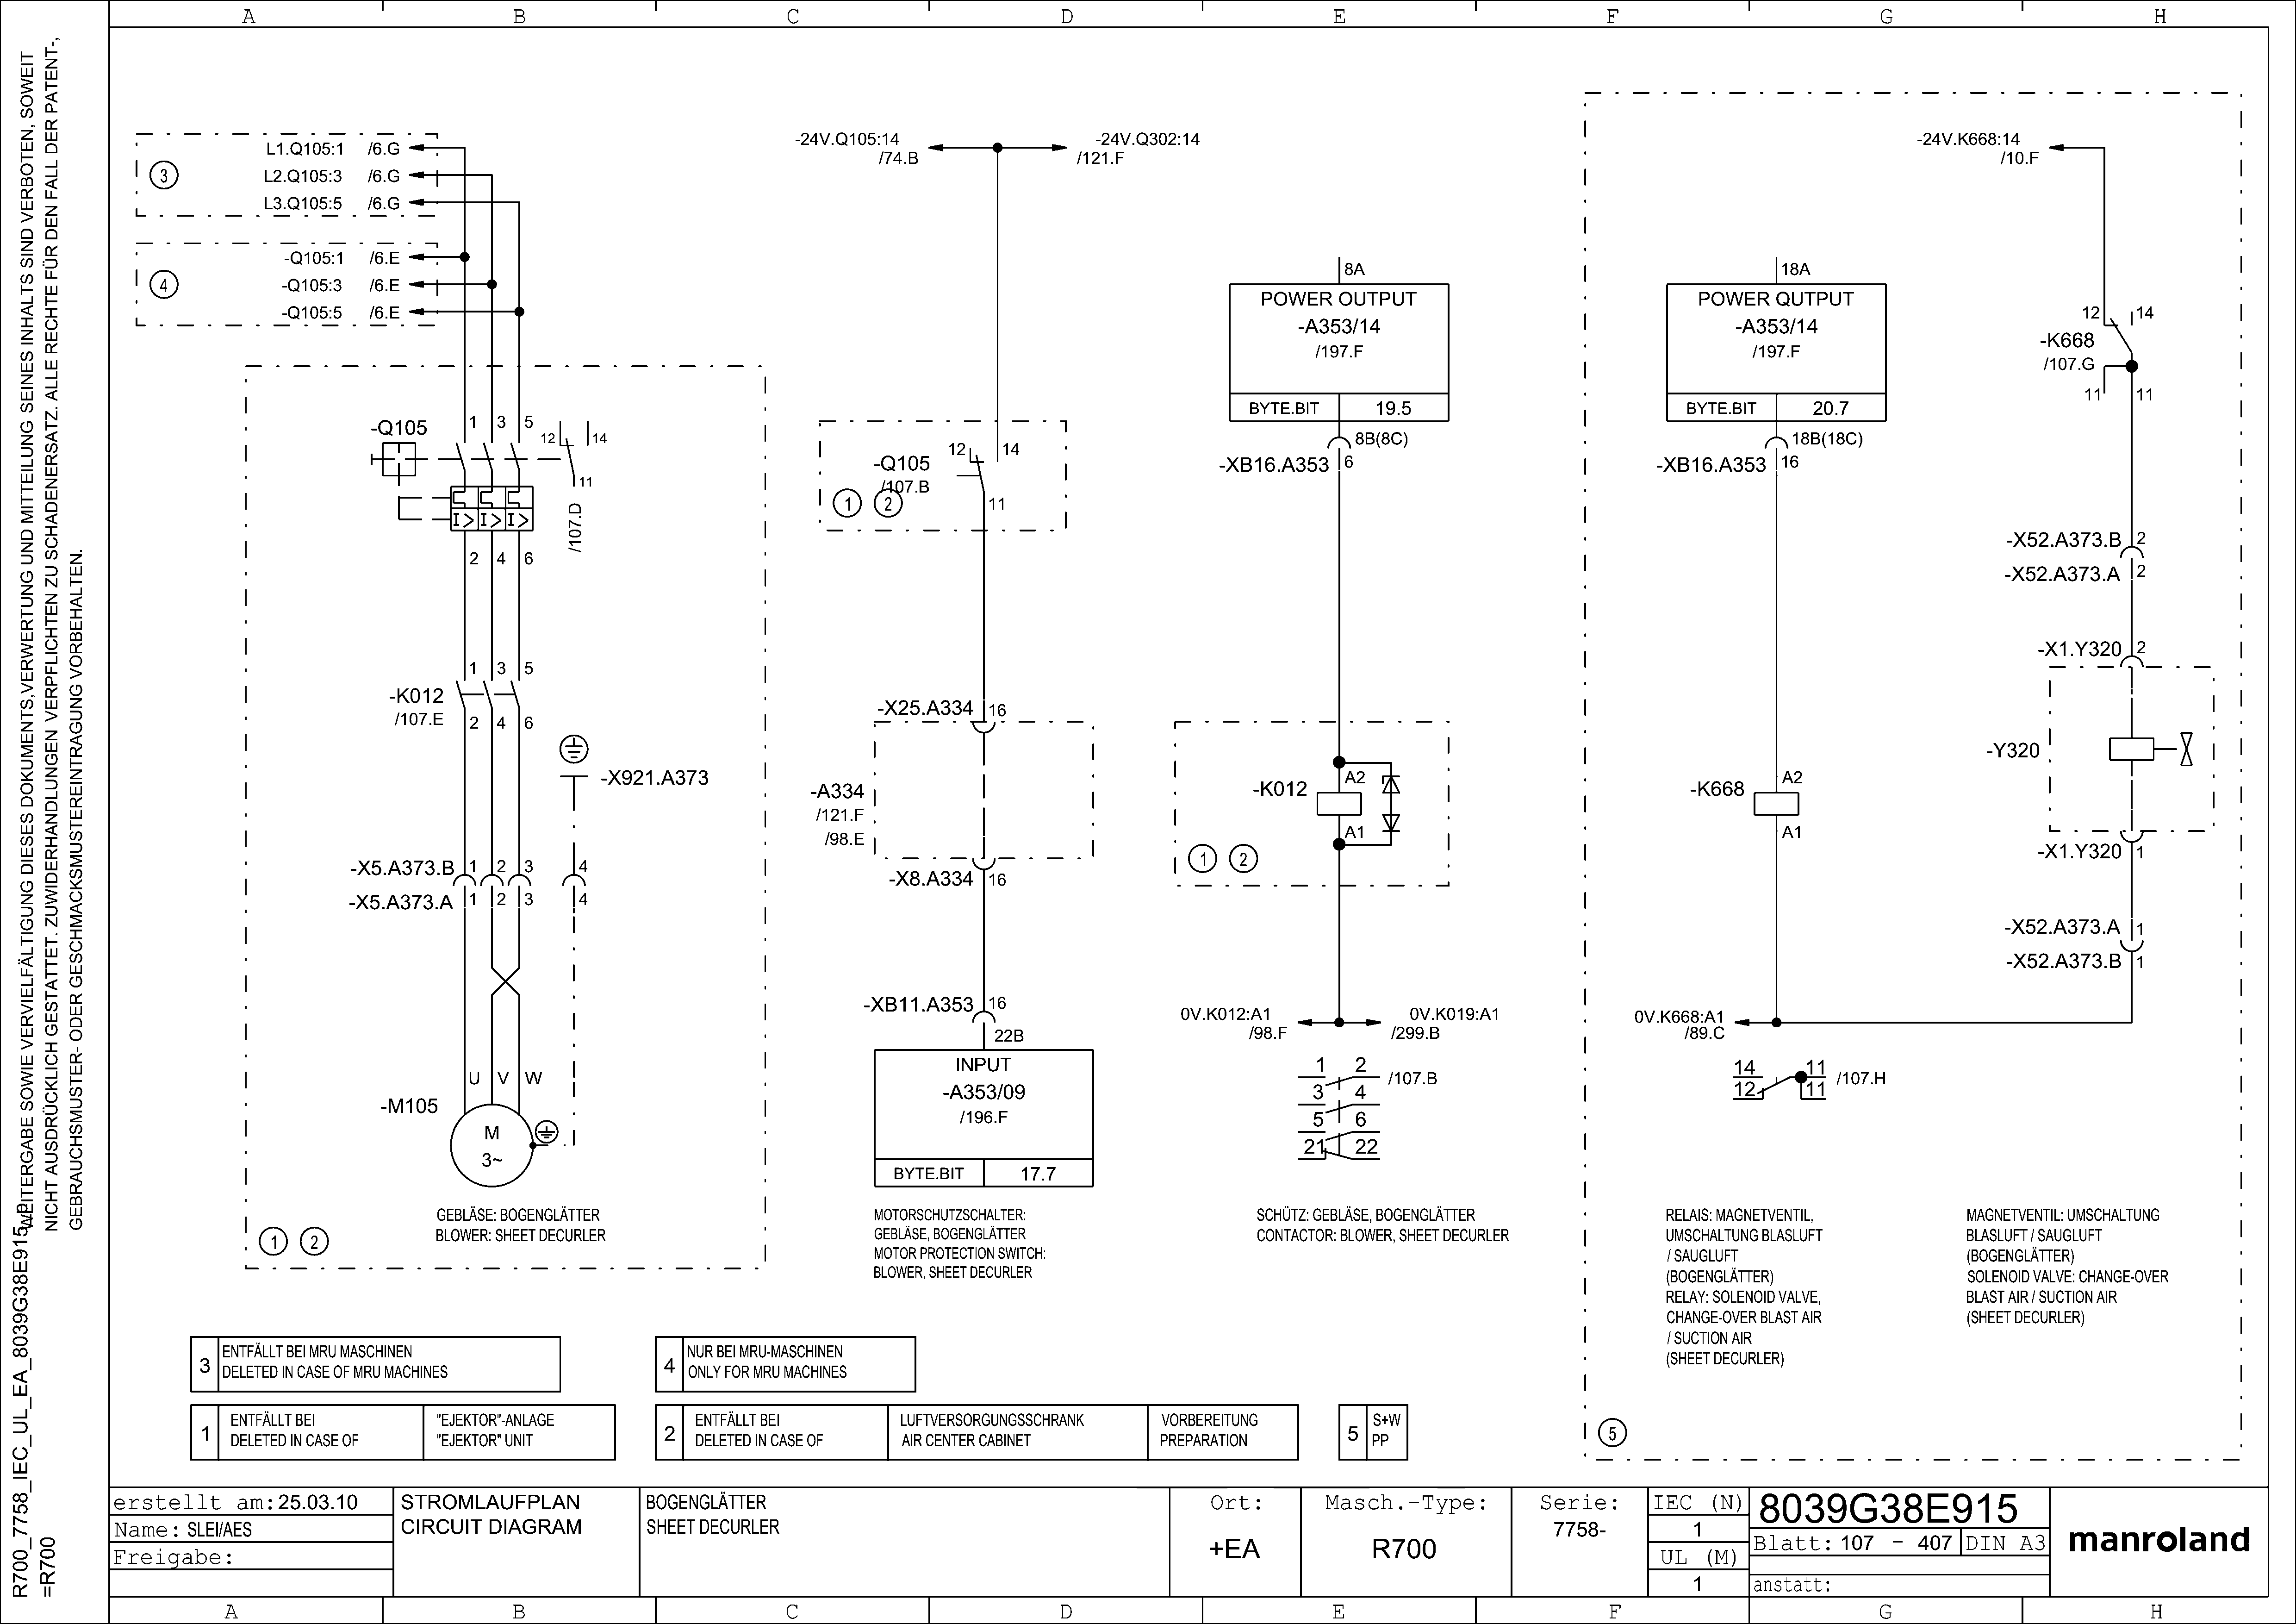 A B C D E F G H
WEITERGABE SOWIE VERVIELFÄLTIGUNG DIESES DOKUMENTS,VERWERTUNG UND MITTEILUNG SEINES INHALTS SIND VERBOTEN, SOWEIT
NICHT AUSDRÜCKLICH GESTATTET. ZUWIDERHANDLUNGEN VERPFLICHTEN ZU SCHADENERSATZ. ALLE RECHTE FÜR DEN FALL DER PATENT-,
GEBRAUCHSMUSTER- ODER GESCHMACKSMUSTEREINTRAGUNG VORBEHALTEN.
=R700
3
L1.Q105:1 /6.G
L2.Q105:3 /6.G
L3.Q105:5 /6.G
4
-Q105:1 /6.E
-Q105:3 /6.E
-Q105:5 /6.E
-Q105
1 3 5
12 14
11
/107.D
I> I> I>
2 4 6
1 3 5
-K012
/107.E
2 4 6
-X921.A373
-X5.A373.B 1 2 3 4
-X5.A373.A 1 2 3 4
U V W
-M105
M
3~
1 2
GEBLÄSE: BOGENGLÄTTER
BLOWER: SHEET DECURLER
-24V.Q105:14
/74.B
-24V.Q302:14
/121.F
12 14
-Q105
/107.B
11
1 2
-X25.A334 16
-A334
/121.F
/98.E
-X8.A334 16
-XB11.A353 16
22B
INPUT
-A353/09
/196.F
BYTE.BIT 17.7
MOTORSCHUTZSCHALTER:
GEBLÄSE, BOGENGLÄTTER
MOTOR PROTECTION SWITCH:
BLOWER, SHEET DECURLER
8A
POWER OUTPUT
-A353/14
/197.F
BYTE.BIT 19.5
8B(8C)
-XB16.A353 6
-K012
A2
A1
1 2
0V.K012:A1
/98.F
0V.K019:A1
/299.B
1 2
/107.B
3 4
5 6
21 22
SCHÜTZ: GEBLÄSE, BOGENGLÄTTER
CONTACTOR: BLOWER, SHEET DECURLER
18A
POWER QUTPUT
-A353/14
/197.F
BYTE.BIT 20.7
18B(18C)
-XB16.A353 16
-K668
A2
A1
0V.K668:A1
/89.C
14 11
12 11
/107.H
RELAIS: MAGNETVENTIL,
UMSCHALTUNG BLASLUFT
/ SAUGLUFT
(BOGENGLÄTTER)
RELAY: SOLENOID VALVE,
CHANGE-OVER BLAST AIR
/ SUCTION AIR
(SHEET DECURLER)
-24V.K668:14
/10.F
12 14
-K668
/107.G
11 11
-X52.A373.B 2
-X52.A373.A 2
-X1.Y320 2
-Y320
-X1.Y320 1
-X52.A373.A 1
-X52.A373.B 1
MAGNETVENTIL: UMSCHALTUNG
BLASLUFT / SAUGLUFT
(BOGENGLÄTTER)
SOLENOID VALVE: CHANGE-OVER
BLAST AIR / SUCTION AIR
(SHEET DECURLER)
5
3 ENTFÄLLT BEI MRU MASCHINEN
DELETED IN CASE OF MRU MACHINES
4 NUR BEI MRU-MASCHINEN
ONLY FOR MRU MACHINES
1 ENTFÄLLT BEI "EJEKTOR"-ANLAGE
DELETED IN CASE OF "EJEKTOR" UNIT
2 ENTFÄLLT BEI LUFTVERSORGUNGSSCHRANK VORBEREITUNG
DELETED IN CASE OF AIR CENTER CABINET PREPARATION
5 S+W
PP
erstellt am: 25.03.10
Name: SLEI/AES
Freigabe:
STROMLAUFPLAN
CIRCUIT DIAGRAM
BOGENGLÄTTER
SHEET DECURLER
Ort:
+EA
Masch.-Type:
R700
Serie:
7758-
IEC (N)
1
UL (M)
1
8039G38E915
Blatt: 107 - 407 DIN A3
anstatt:
manroland
A B C D E F G H